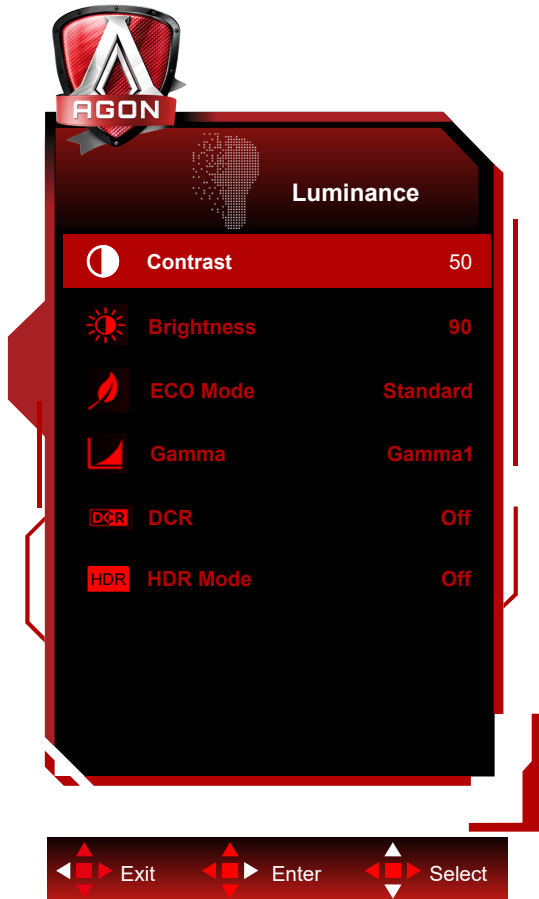 AGON
Luminance
Contrast 50
Brightness 90
ECO Mode Standard
Gamma Gamma1
DCR DCR Off
HDR HDR Mode Off
Exit Enter Select